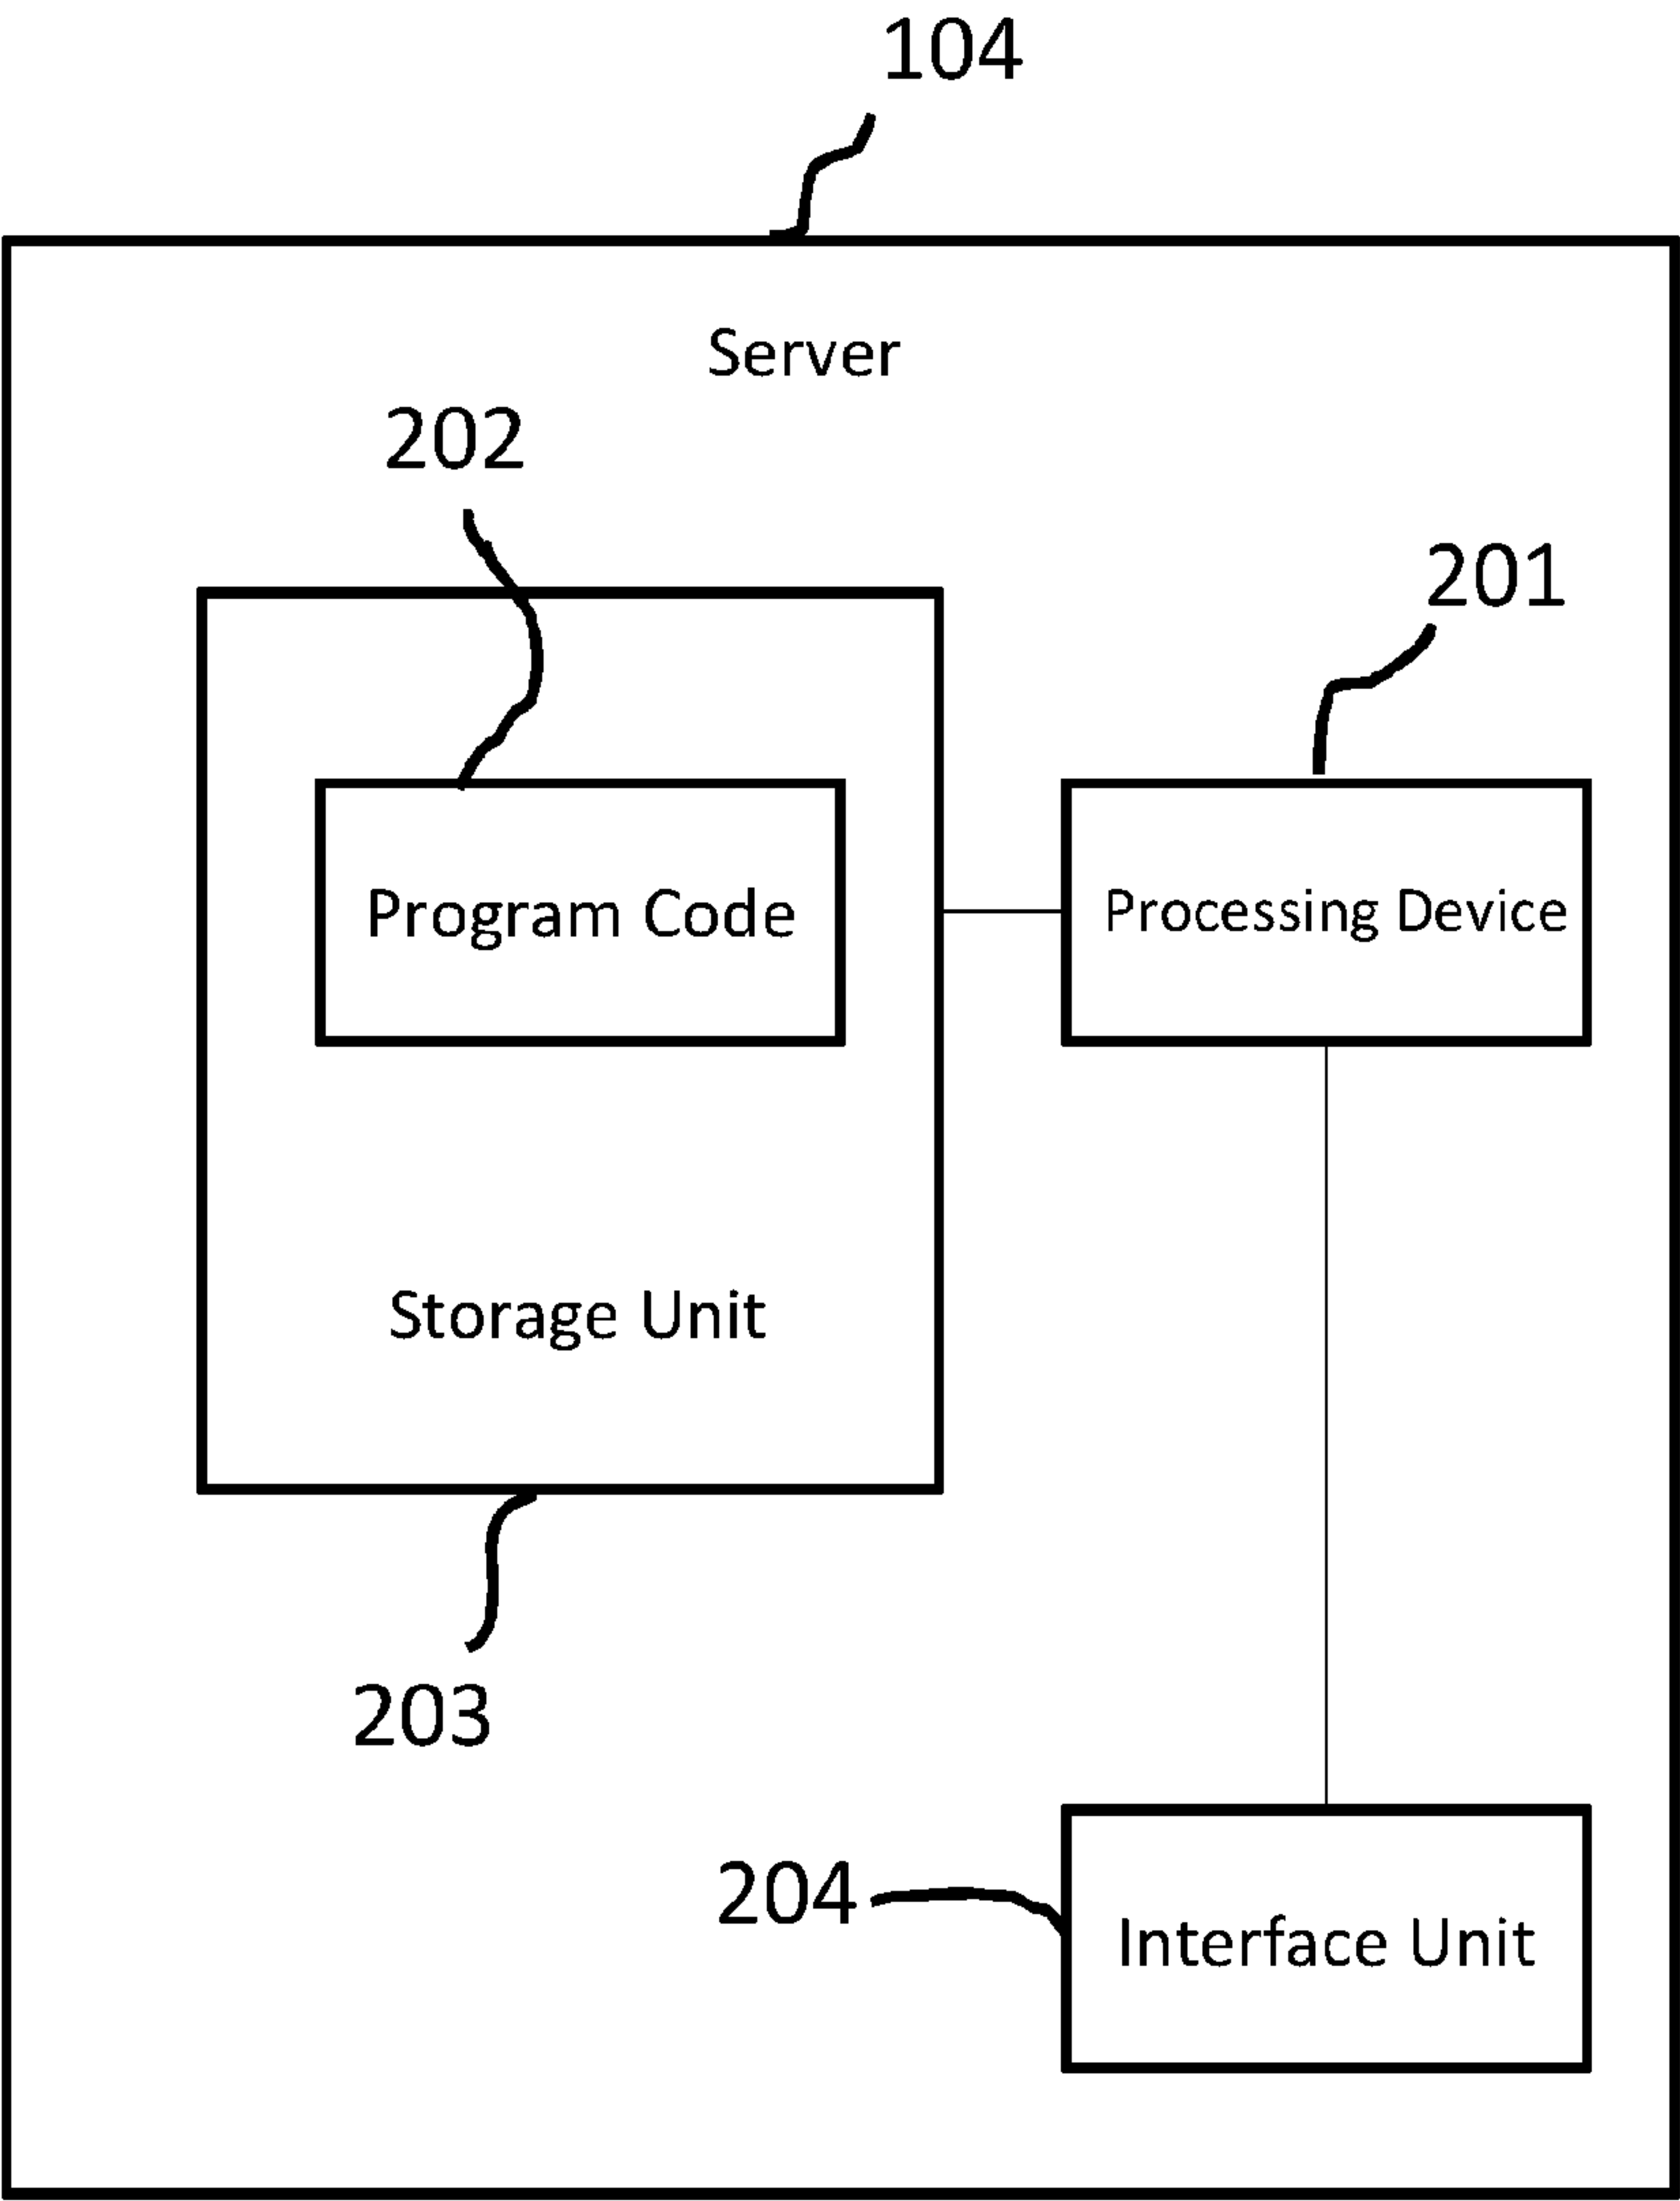 104
Server
202
201
Program Code
Processing Device
Storage Unit
203
204
Interface Unit